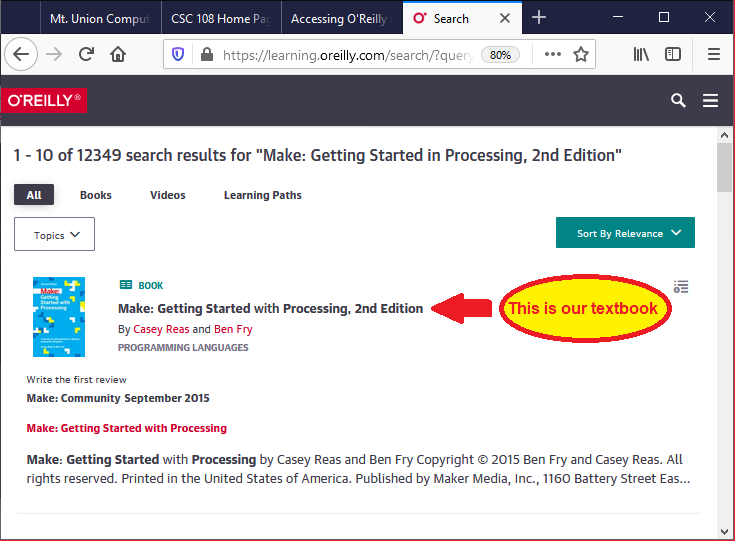 Mt. Union Comput
CSC 108 Home Pag
Accessing O'Reilly
Search
https://learning.oreilly.com/search/?query
80%
O'REILLY®
1 - 10 of 12349 search results for "Make: Getting Started in Processing, 2nd Edition"
All Books Videos Learning Paths
Topics
Sort By Relevance
Make:
Getting
Started with
Processing
BOOK
Make: Getting Started with Processing, 2nd Edition
This is our textbook
By Casey Reas and Ben Fry
PROGRAMMING LANGUAGES
Write the first review
Make: Community September 2015
Make: Getting Started with Processing
Make: Getting Started with Processing by Casey Reas and Ben Fry Copyright © 2015 Ben Fry and Casey Reas. All
rights reserved. Printed in the United States of America. Published by Maker Media, Inc., 1160 Battery Street Eas...